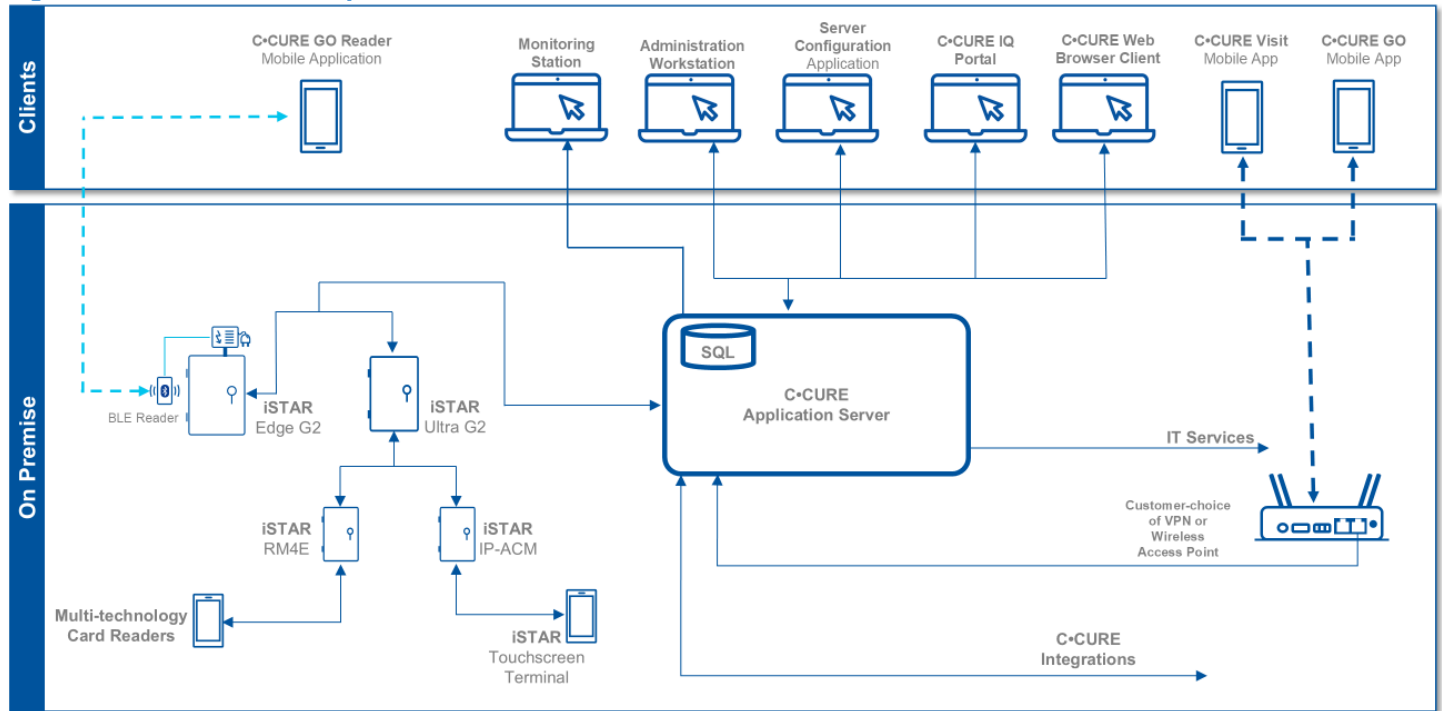 Clients
C•CURE GO Reader
Mobile Application
Monitoring
Station
Administration
Workstation
Server
Configuration
Application
C•CURE IQ
Portal
C•CURE Web
Browser Client
C•CURE Visit
Mobile App
C•CURE GO
Mobile App
On Premise
SQL
C•CURE
Application Server
BLE Reader
iSTAR
Edge G2
iSTAR
Ultra G2
IT Services
iSTAR
RM4E
iSTAR
IP-ACM
Customer-choice
of VPN or
Wireless
Access Point
Multi-technology
Card Readers
iSTAR
Touchscreen
Terminal
C•CURE
Integrations